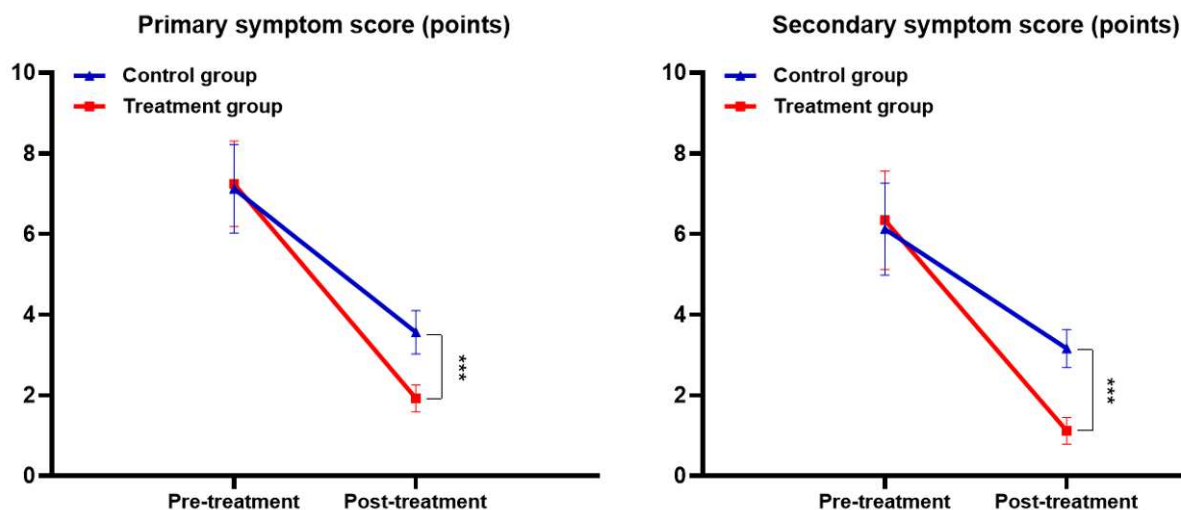 Primary symptom score (points)
Control group
Treatment group
10
8
6
4
2
0
***
Pre-treatment Post-treatment
Secondary symptom score (points)
Control group
Treatment group
10
8
6
4
2
0
***
Pre-treatment Post-treatment